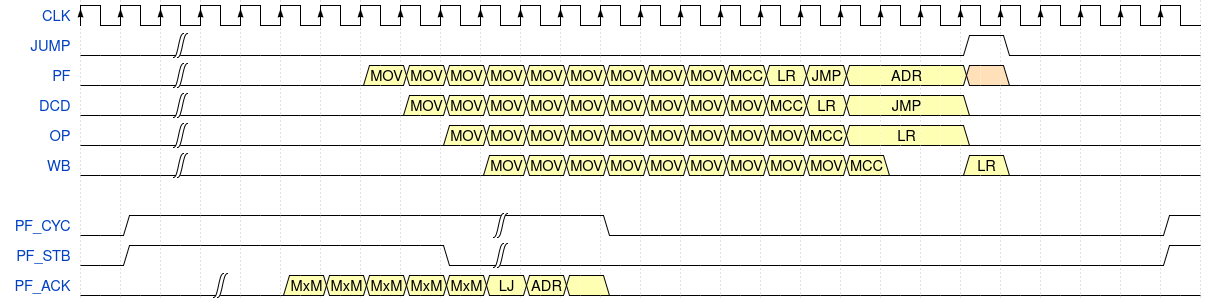 CLK
JUMP
PF MOV MOV MOV MOV MOV MOV MOV MOV MOV MCC LR JMP ADR
DCD MOV MOV MOV MOV MOV MOV MOV MOV MOV MCC LR JMP
OP MOV MOV MOV MOV MOV MOV MOV MOV MOV MCC LR
WB MOV MOV MOV MOV MOV MOV MOV MOV MOV MCC LR
PF_CYC
PF_STB
PF_ACK MxM MxM MxM MxM MxM LJ ADR